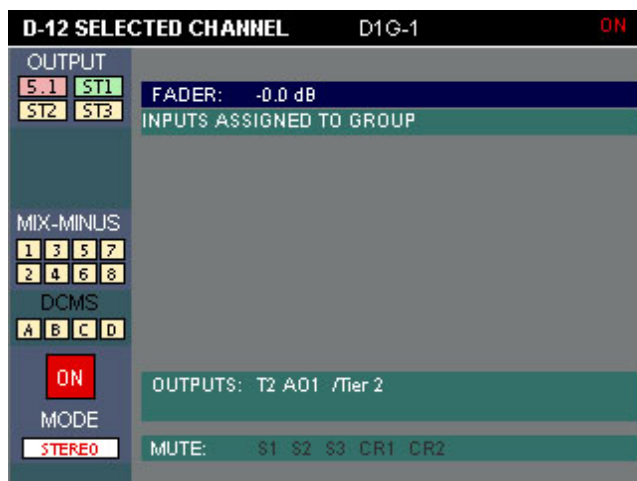 D-12 SELECTED CHANNEL D1G-1 ON
OUTPUT
5.1 ST1
ST2 ST3
FADER: -0.0 dB
INPUTS ASSIGNED TO GROUP
MIX-MINUS
1 3 5 7
2 4 6 8
DCMS
A B C D
ON
MODE
STEREO
OUTPUTS: T2 AO1 /Tier 2
MUTE: S1 S2 S3 CR1 CR2